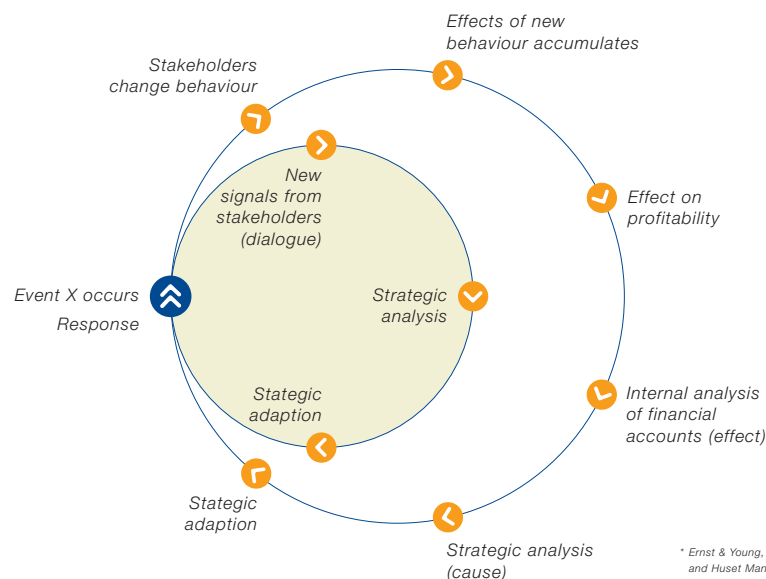 Effects of new
behaviour accumulates
Stakeholders
change behaviour
New
signals from
stakeholders
(dialogue)
Effect on
profitability
Event X occurs
Response
Strategic
analysis
Stategic
adaption
Internal analysis
of financial
accounts (effect)
Stategic
adaption
Strategic analysis
(cause)
* Ernst & Young,
and Huset Man